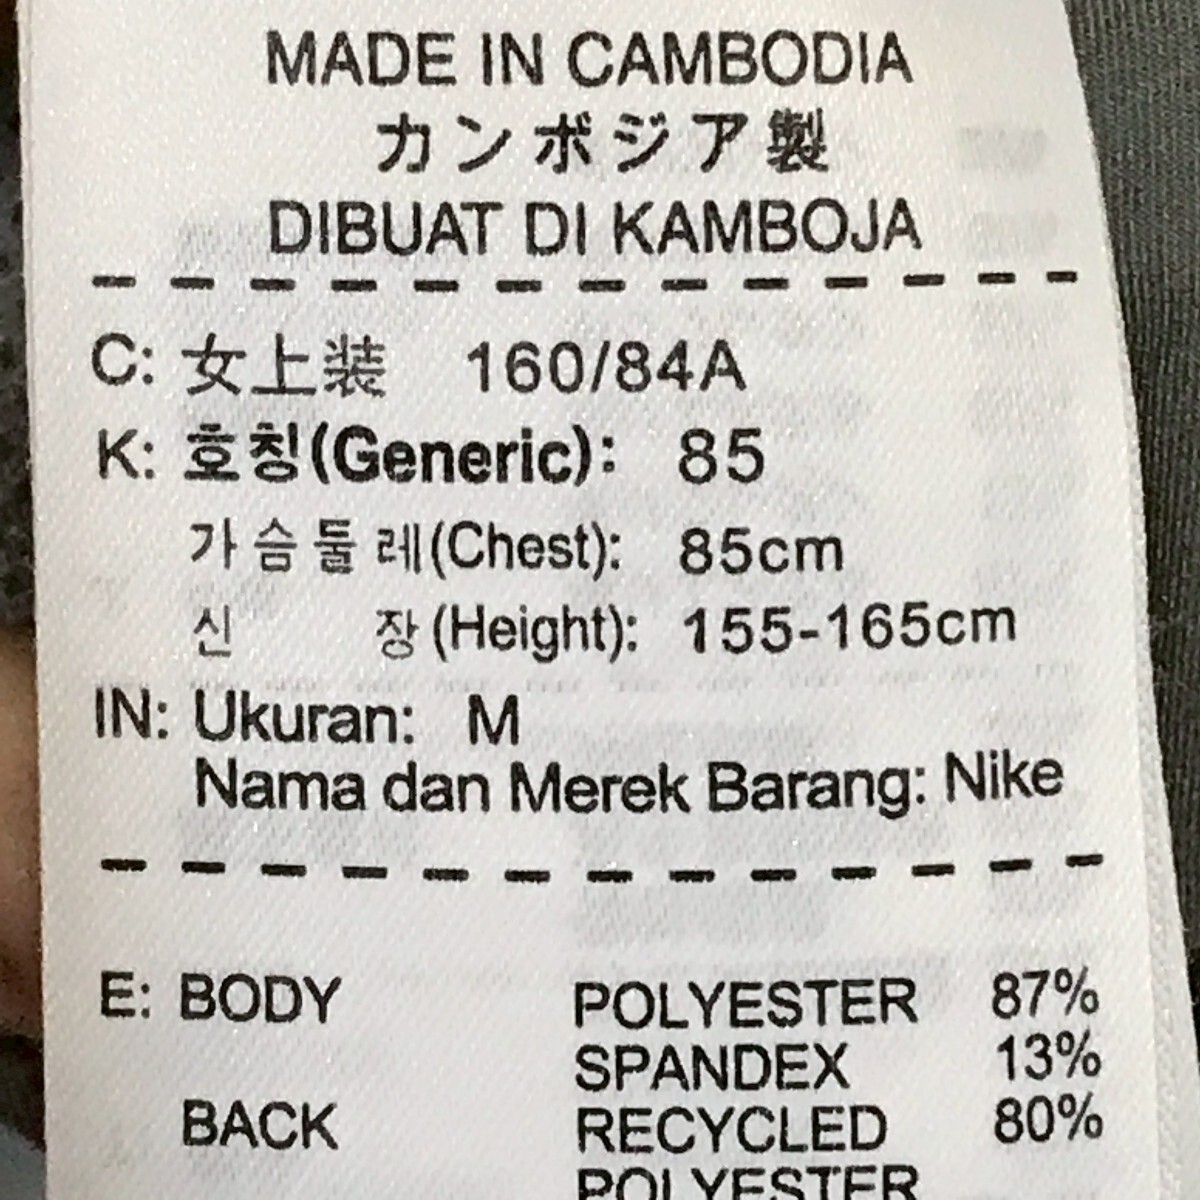 MADE IN CAMBODIA
カンボジア製
DIBUAT DI KAMBOJA
C: 女上装 160/84A
K: 호칭(Generic): 85
가슴둘레(Chest): 85cm
신 장(Height): 155-165cm
IN: Ukuran: M
Nama dan Merek Barang: Nike
E: BODY POLYESTER 87%
SPANDEX 13%
BACK RECYCLED 80%
POLYESTER